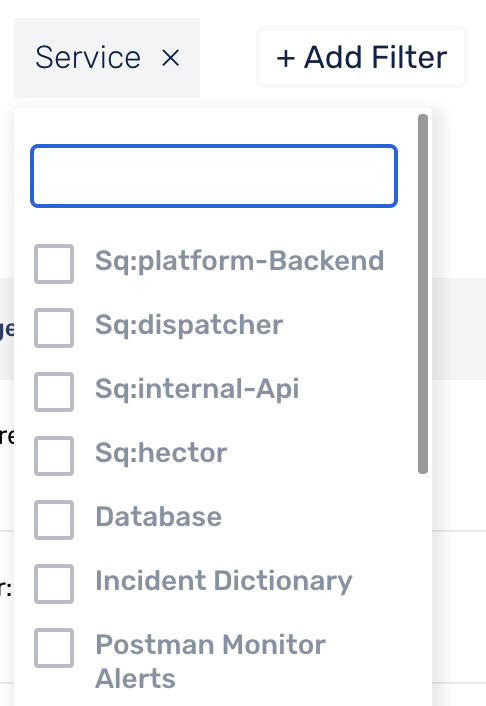 Service ×
+ Add Filter
Sq:platform-Backend
Sq:dispatcher
Sq:internal-Api
Sq:hector
Database
Incident Dictionary
Postman Monitor
Alerts